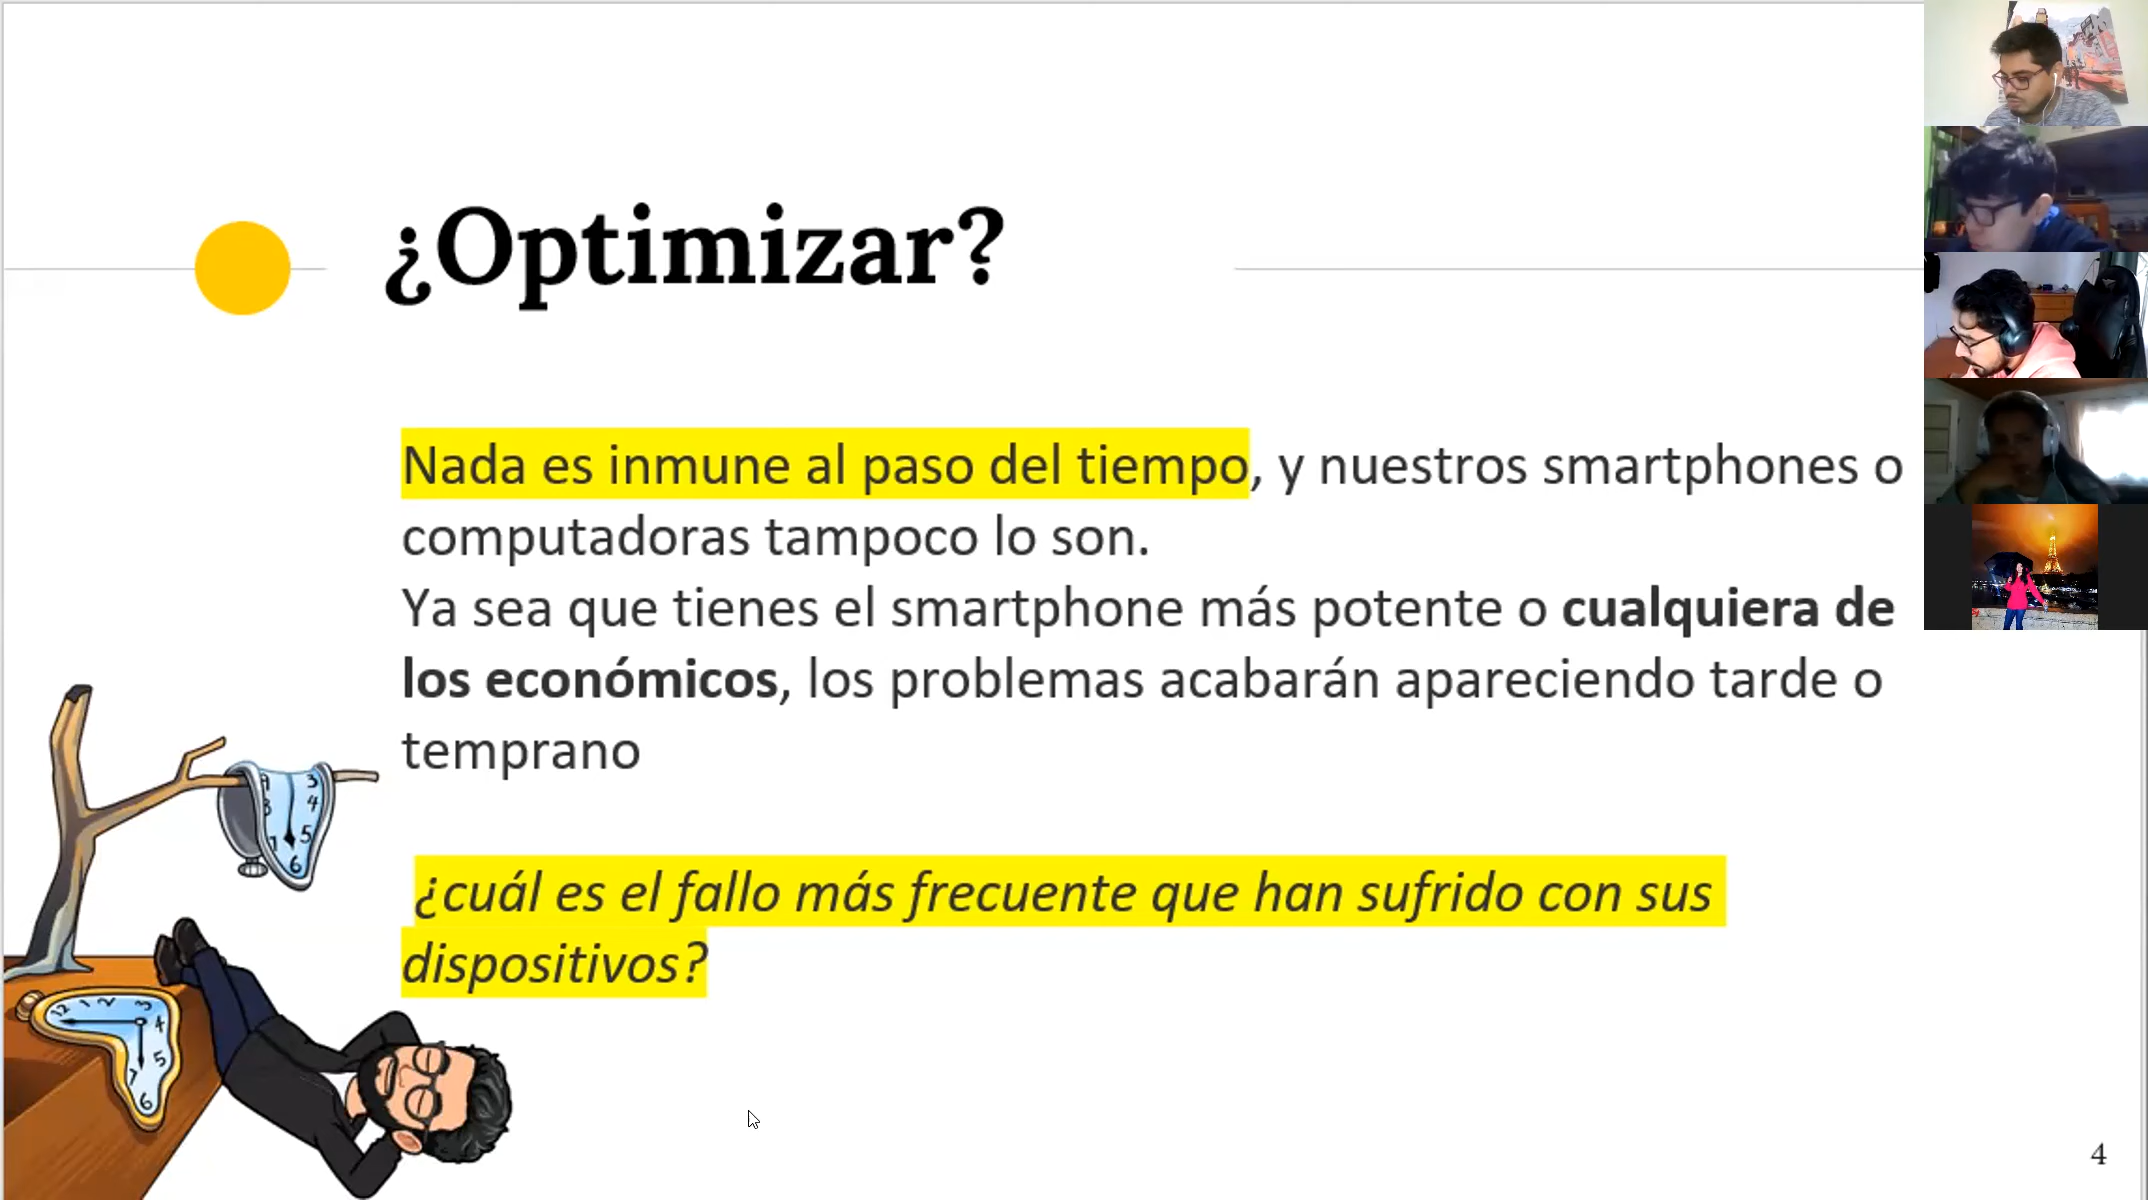 ¿Optimizar?
Nada es inmune al paso del tiempo, y nuestros smartphones o
computadoras tampoco lo son.
Ya sea que tienes el smartphone más potente o cualquiera de
los económicos, los problemas acabarán apareciendo tarde o
temprano
¿cuál es el fallo más frecuente que han sufrido con sus
dispositivos?
4